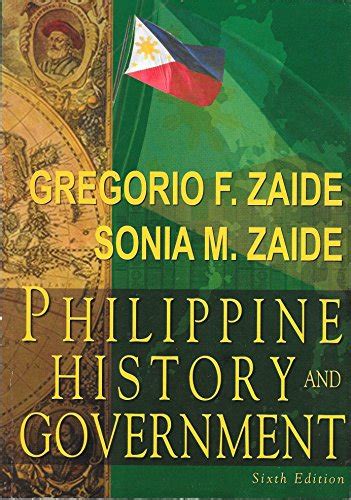 GREGORIO F. ZAIDE
SONIA M. ZAIDE
PHILIPPINE
HISTORY AND
GOVERNMENT
Sixth Edition